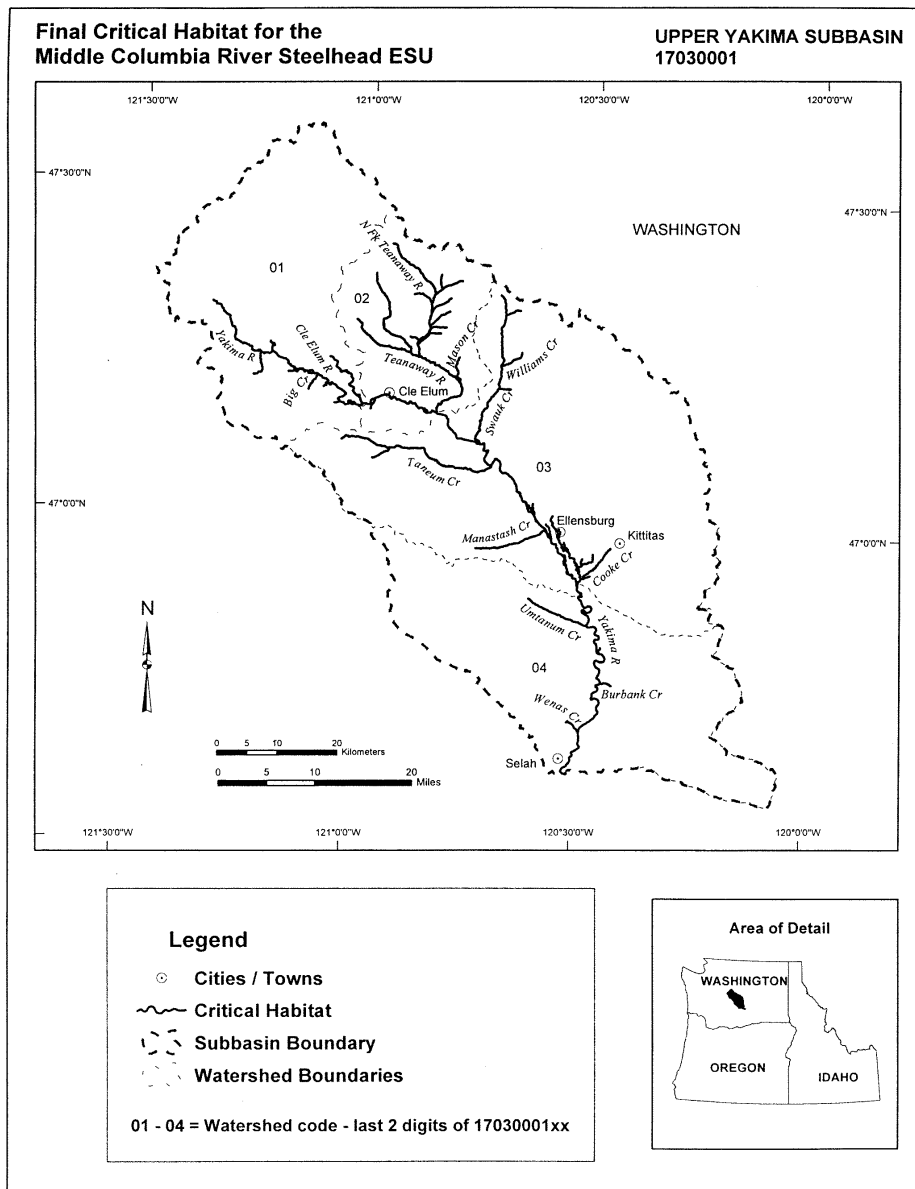 Final Critical Habitat for the
Middle Columbia River Steelhead ESU
UPPER YAKIMA SUBBASIN
17030001
121°30'0"W
121°0'0"W
120°30'0"W
120°0'0"W
47°30'0"N
47°30'0"N
WASHINGTON
N Fk Teanaway R
01
02
Mason Cr
Cle Elum R
Yakima R
Teanaway R
Williams Cr
Big Cr
Cle Elum
Swauk Cr
Taneum Cr
03
47°0'0"N
Ellensburg
Manastash Cr
Kittitas
47°0'0"N
Cooke Cr
N
Umtanum Cr
Yakima R
04
Burbank Cr
Wenas Cr
0 5 10 20
Kilometers
Selah
0 5 10 20
Miles
121°30'0"W
121°0'0"W
120°30'0"W
120°0'0"W
Legend
Cities / Towns
Critical Habitat
Subbasin Boundary
Watershed Boundaries
01 - 04 = Watershed code - last 2 digits of 17030001xx
Area of Detail
WASHINGTON
OREGON
IDAHO